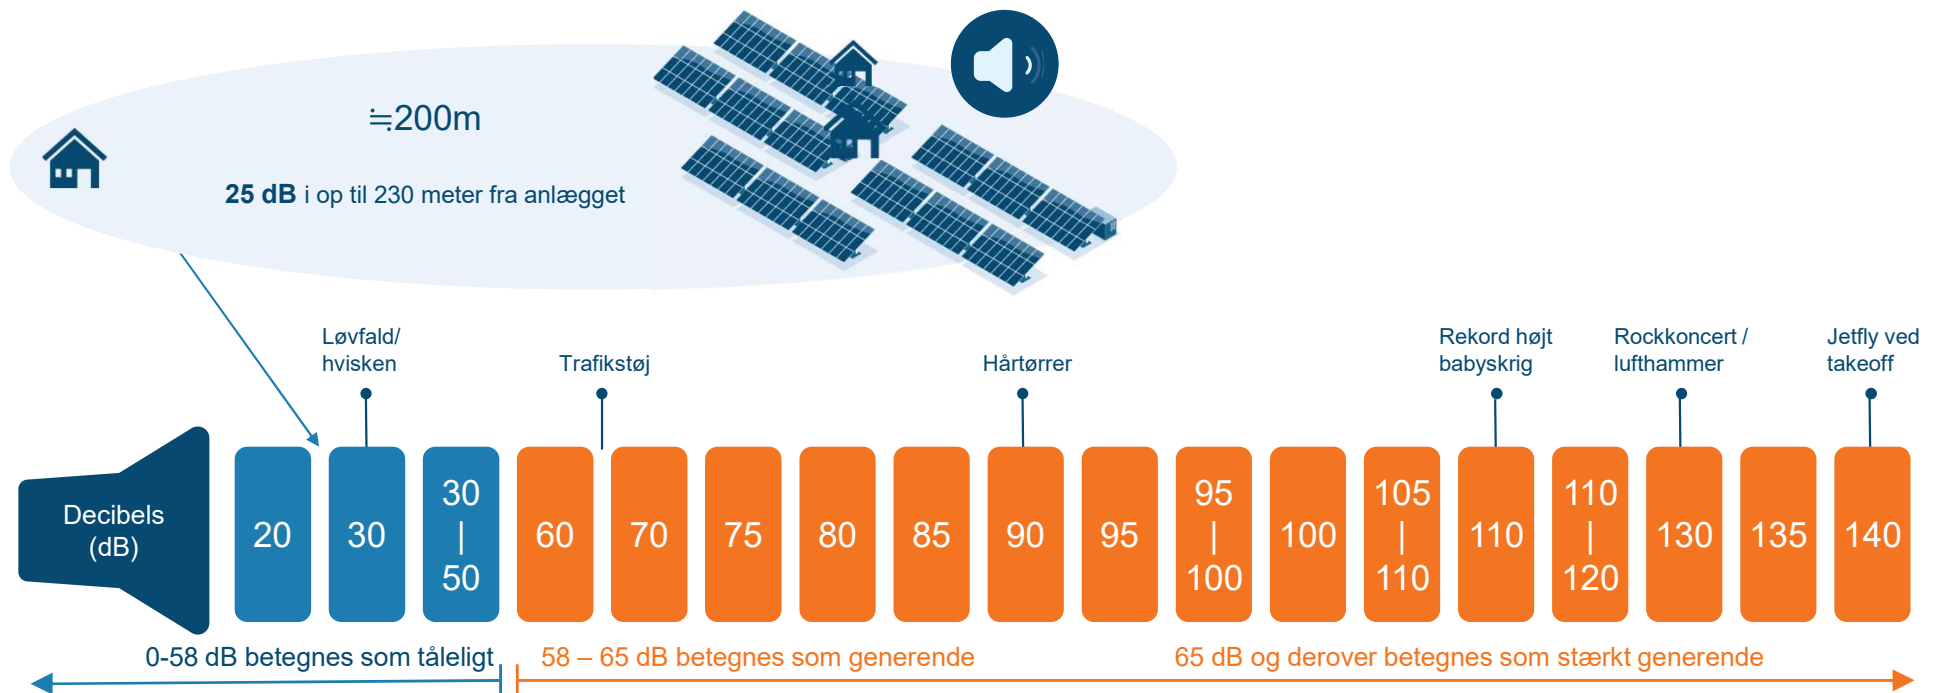 ≒200m
25 dB i op til 230 meter fra anlægget
Løvfald/
hvisken
Trafikstøj
Hårtørrer
Rekord højt
babyskrig
Rockkoncert /
lufthammer
Jetfly ved
takeoff
Decibels
(dB)
20
30
30
|
50
60
70
75
80
85
90
95
95
|
100
100
105
|
110
110
110
|
120
130
135
140
0-58 dB betegnes som tåleligt
58 – 65 dB betegnes som generende
65 dB og derover betegnes som stærkt generende